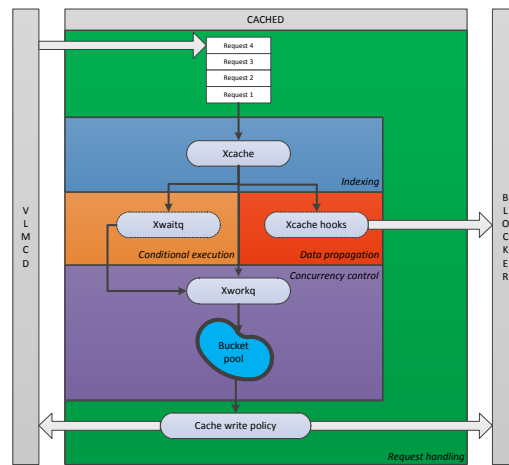 CACHED
Request 4
Request 3
Request 2
Request 1
Xcache
Indexing
V
L
M
C
D
B
L
O
C
K
E
R
Xwaitq
Xcache hooks
Conditional execution
Data propagation
Concurrency control
Xworkq
Bucket
pool
Cache write policy
Request handling